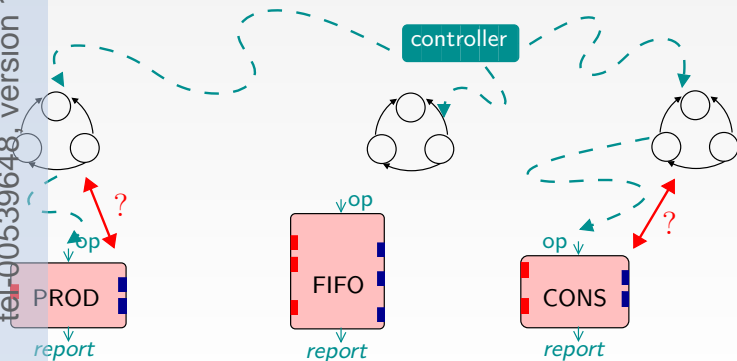 controller
?
?
op
op
op
PROD
FIFO
CONS
report
report
report
tel-00539648, version